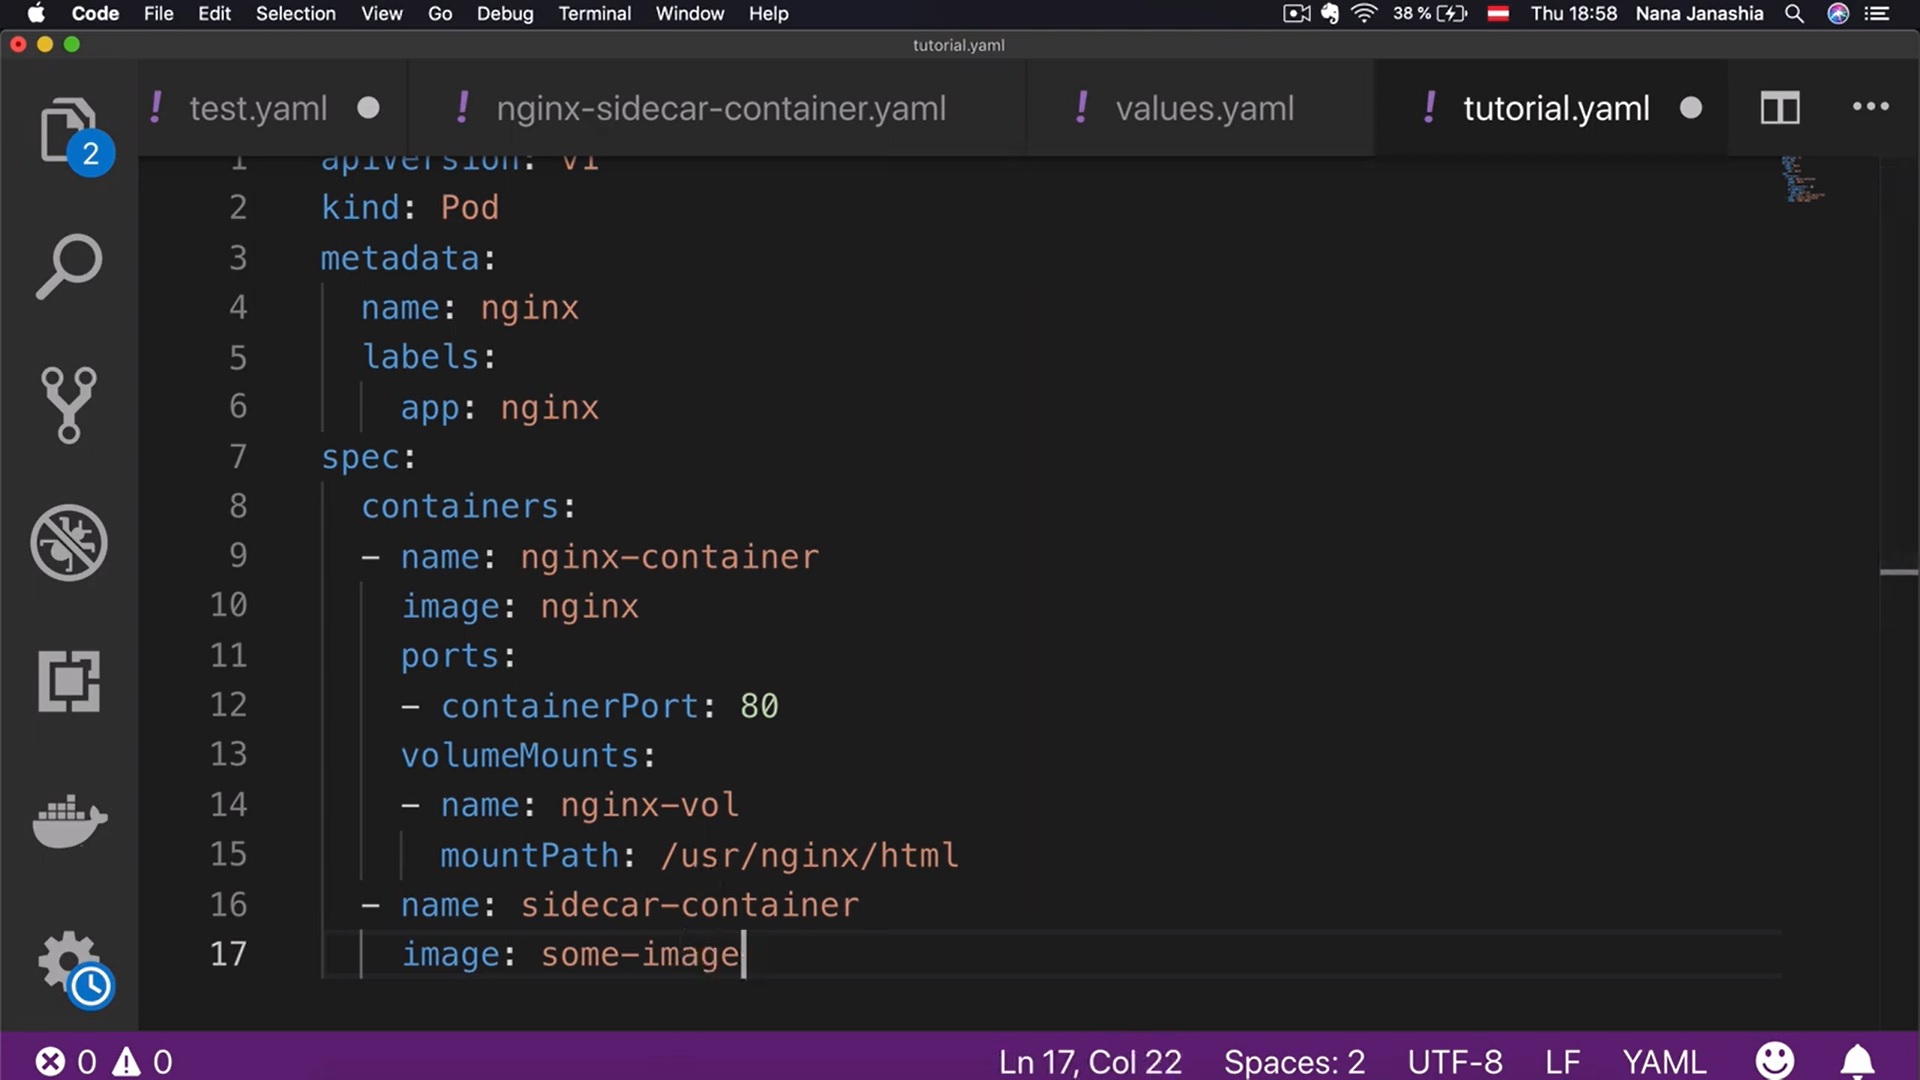 Code File Edit Selection View Go Debug Terminal Window Help 38 % Thu 18:58 Nana Janashia
tutorial.yaml
! test.yaml ! nginx-sidecar-container.yaml ! values.yaml ! tutorial.yaml
2
1 apiversion: v1
2 kind: Pod
3 metadata:
4 name: nginx
5 labels:
6 app: nginx
7 spec:
8 containers:
9 - name: nginx-container
10 image: nginx
11 ports:
12 - containerPort: 80
13 volumeMounts:
14 - name: nginx-vol
15 mountPath: /usr/nginx/html
16 - name: sidecar-container
17 image: some-image
0 0 Ln 17, Col 22 Spaces: 2 UTF-8 LF YAML